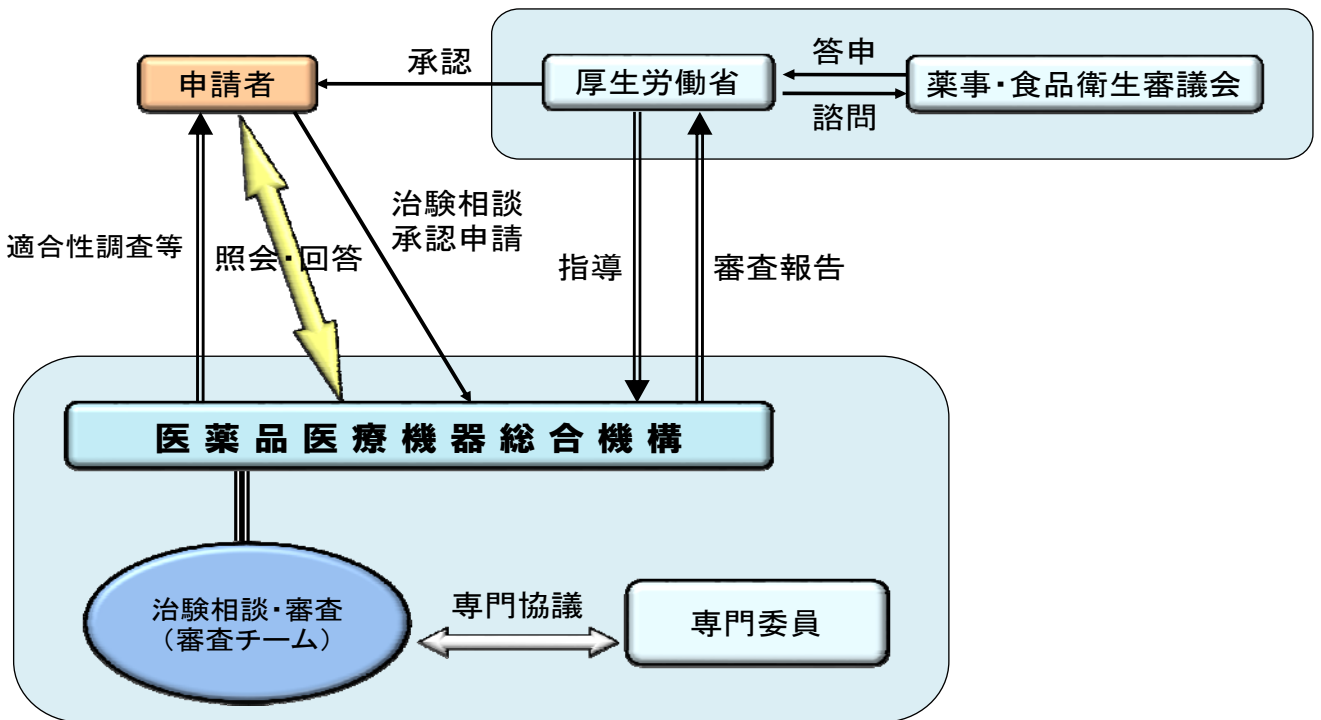 承認
答申
申請者
厚生労働省
薬事・食品衛生審議会
諮問
治験相談
承認申請
適合性調査等
照会・回答
指導
審査報告
医薬品医療機器総合機構
専門協議
治験相談・審査
（審査チーム）
専門委員